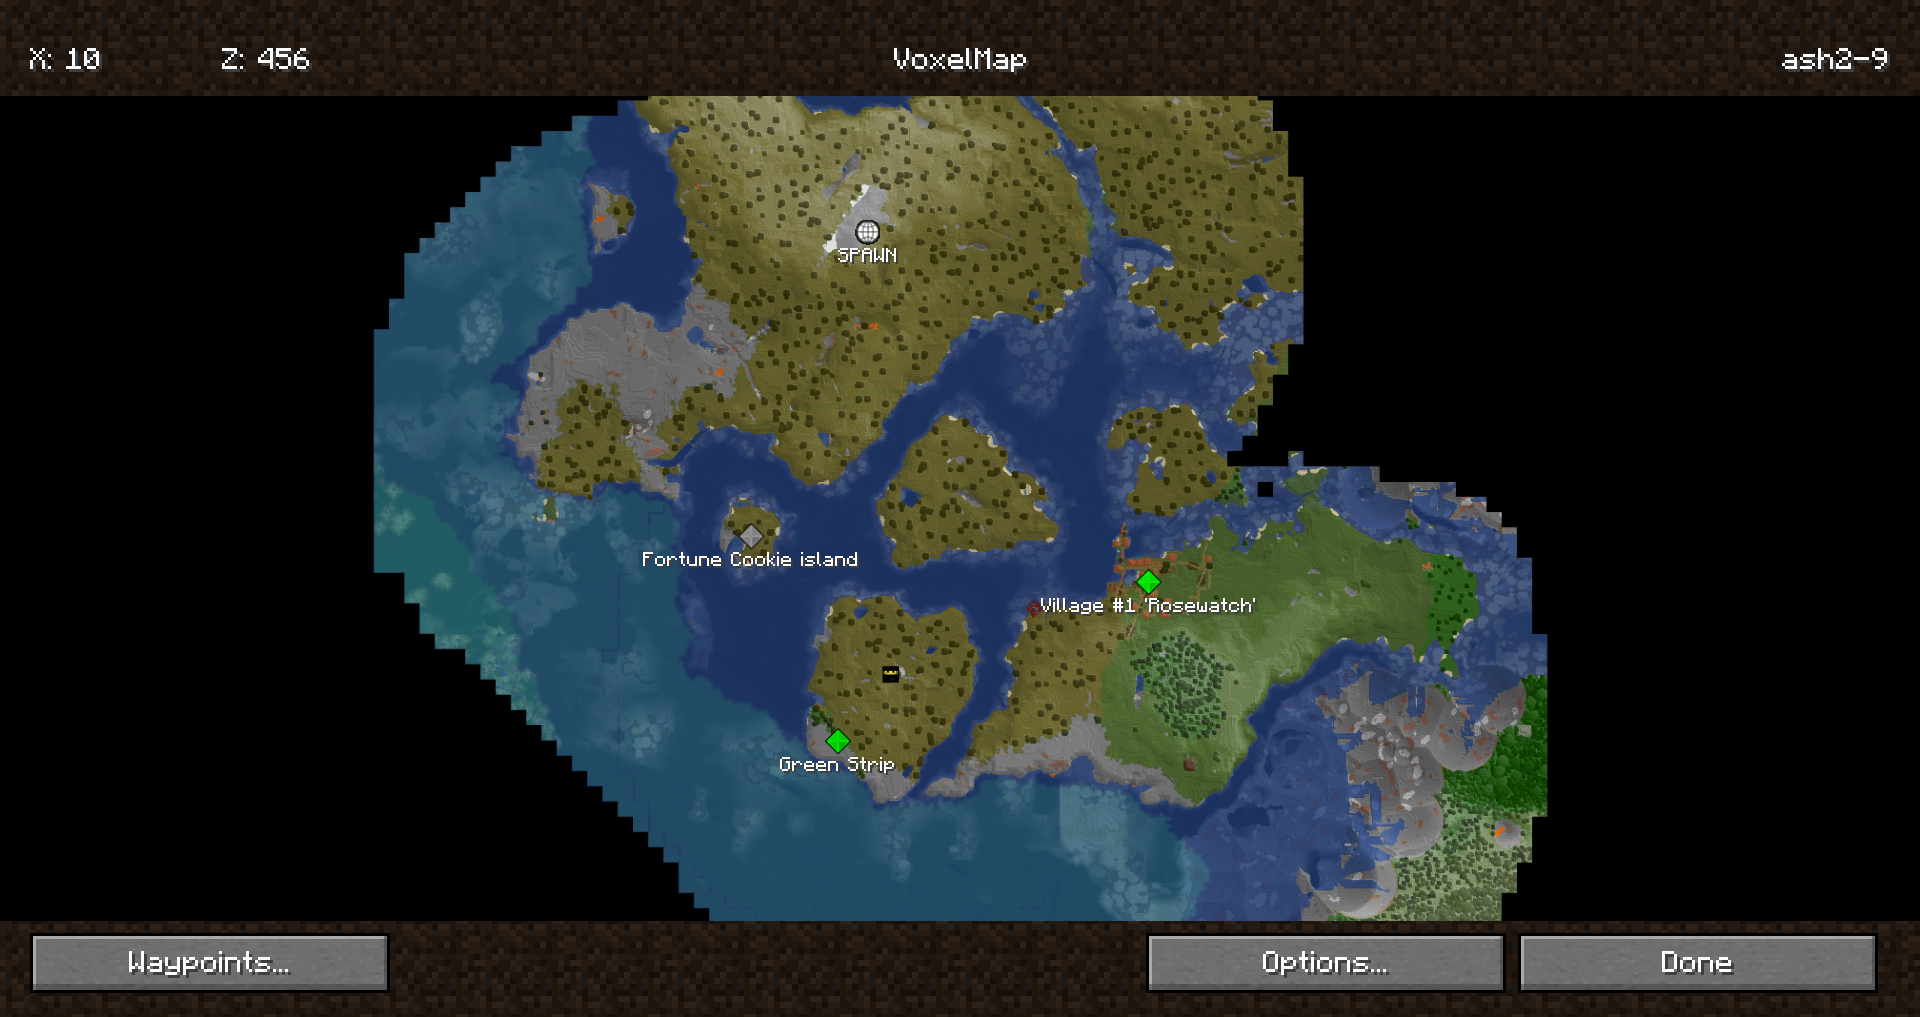 X: 10 Z: 456 VoxelMap ash2-9
SPAWN
Fortune Cookie island
Village #1 'Rosewatch'
Green Strip
Waypoints... Options... Done